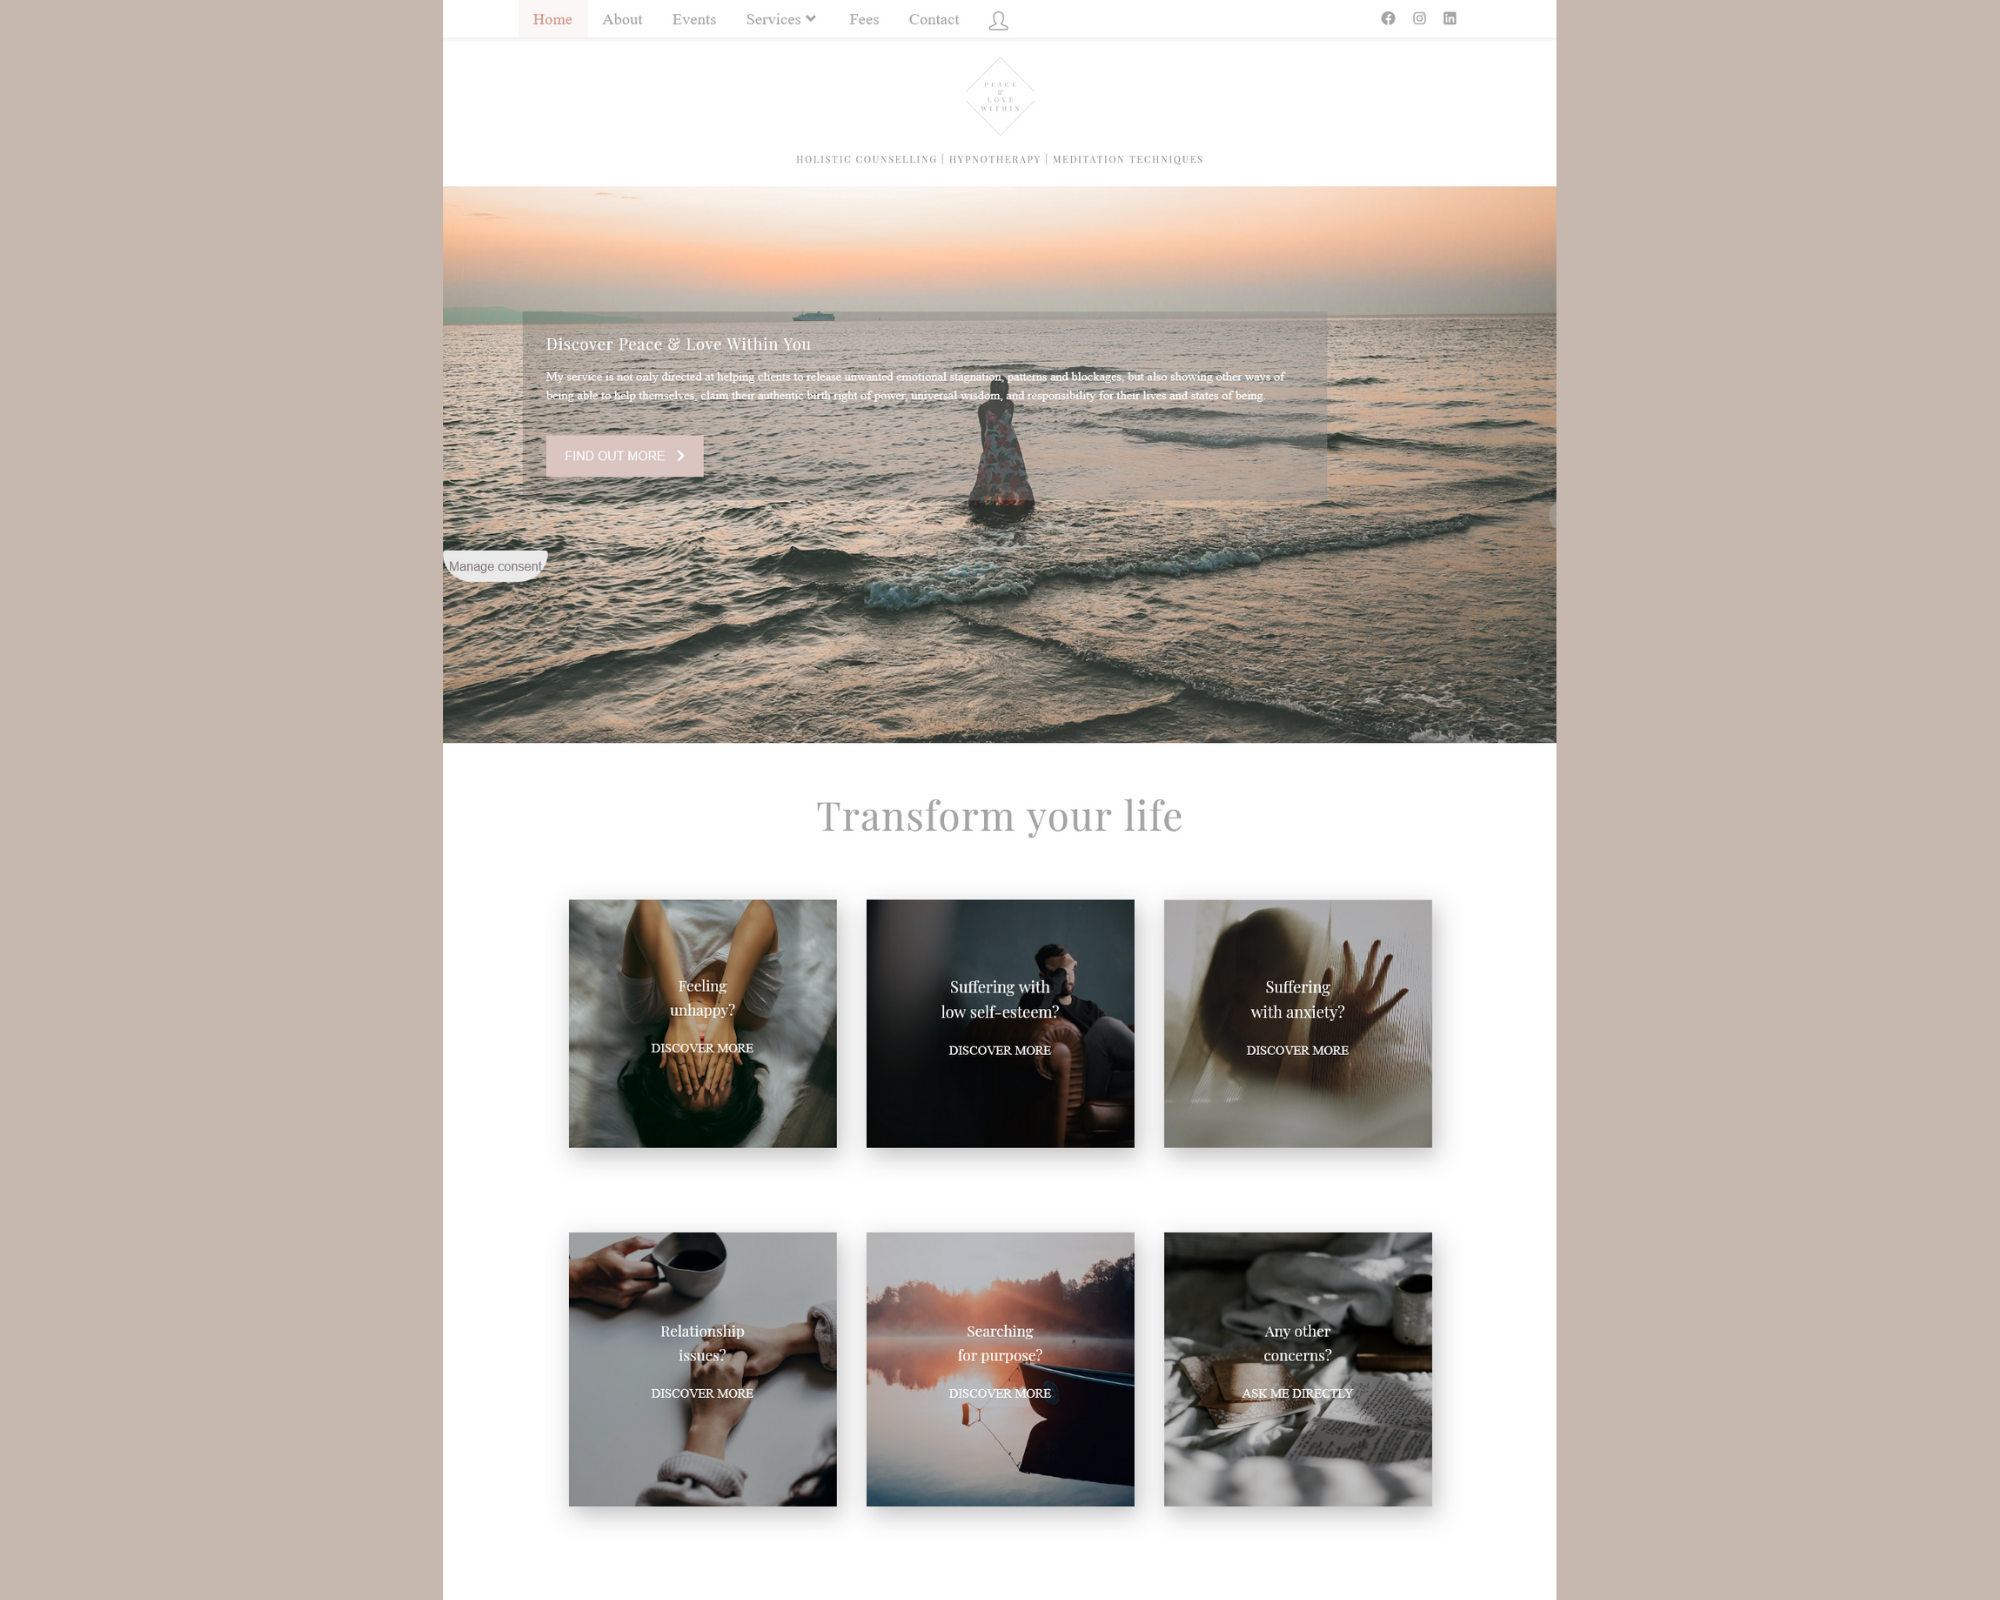 Home About Events Services Fees Contact
PEACE
&
LOVE
WITHIN
HOLISTIC COUNSELLING | HYPNOTHERAPY | MEDITATION TECHNIQUES
Discover Peace & Love Within You
My service is not only directed at helping clients to release unwanted emotional stagnation, patterns and blockages, but also showing other ways of
being able to help themselves, claim their authentic birth right of power, universal wisdom, and responsibility for their lives and states of being.
FIND OUT MORE
Manage consent
Transform your life
Feeling
unhappy?
DISCOVER MORE
Suffering with
low self-esteem?
DISCOVER MORE
Suffering
with anxiety?
DISCOVER MORE
Relationship
issues?
DISCOVER MORE
Searching
for purpose?
DISCOVER MORE
Any other
concerns?
ASK ME DIRECTLY